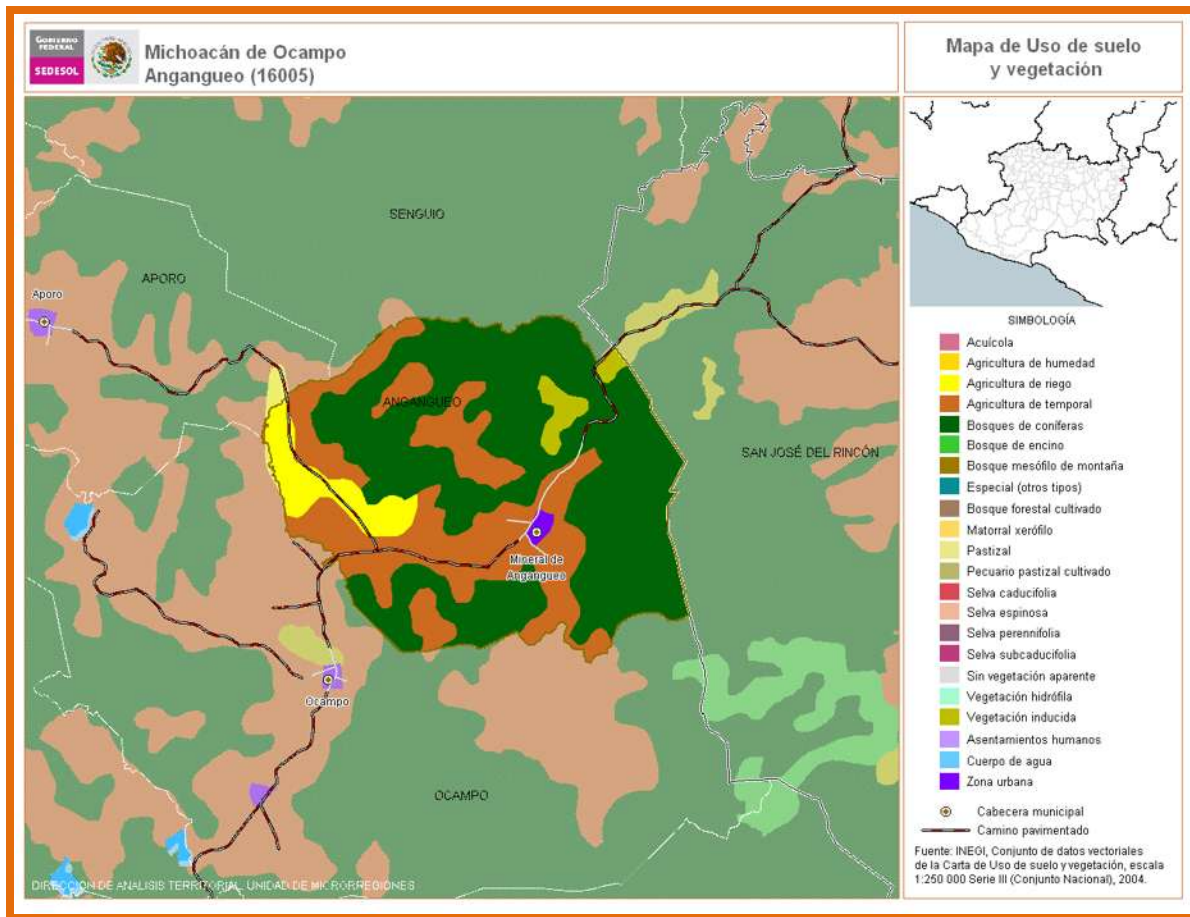 GOBIERNO
FEDERAL
SEDESOL
Michoacán de Ocampo
Angangueo (16005)
Mapa de Uso de suelo
y vegetación
SENGUIO
APORO
Aporo
ANGANGUEO
SAN JOSÉ DEL RINCÓN
Mineral de
Angangueo
Ocampo
OCAMPO
DIRECCIÓN DE ANALISIS TERRITORIAL. UNIDAD DE MICRORREGIONES
SIMBOLOGÍA
Acuícola
Agricultura de humedad
Agricultura de riego
Agricultura de temporal
Bosques de coníferas
Bosque de encino
Bosque mesófilo de montaña
Especial (otros tipos)
Bosque forestal cultivado
Matorral xerófilo
Pastizal
Pecuario pastizal cultivado
Selva caducifolia
Selva espinosa
Selva perennifolia
Selva subcaducifolia
Sin vegetación aparente
Vegetación hidrófila
Vegetación inducida
Asentamientos humanos
Cuerpo de agua
Zona urbana
Cabecera municipal
Camino pavimentado
Fuente: INEGI, Conjunto de datos vectoriales
de la Carta de Uso de suelo y vegetación, escala
1:250 000 Serie III (Conjunto Nacional), 2004.